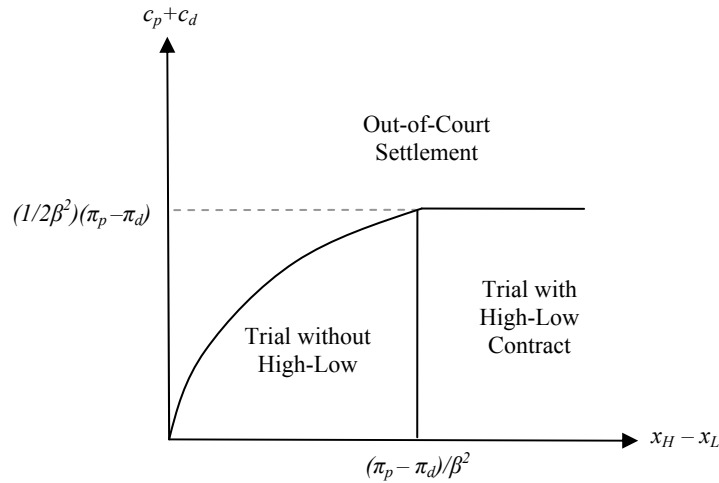 c_p+c_d
Out-of-Court
Settlement
(1/2β²)(π_p–π_d)
Trial with
High-Low
Contract
Trial without
High-Low
x_H – x_L
(π_p – π_d)/β²